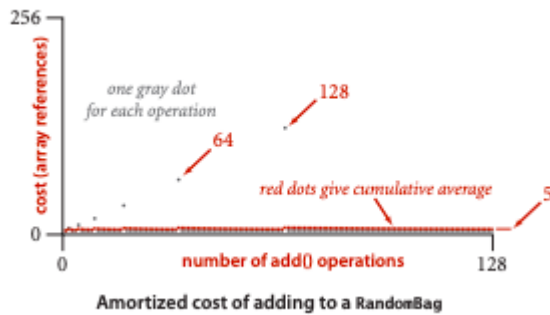 256
cost (array references)
one gray dot
for each operation
128
64
red dots give cumulative average
5
0
0
number of add() operations
128
Amortized cost of adding to a RandomBag